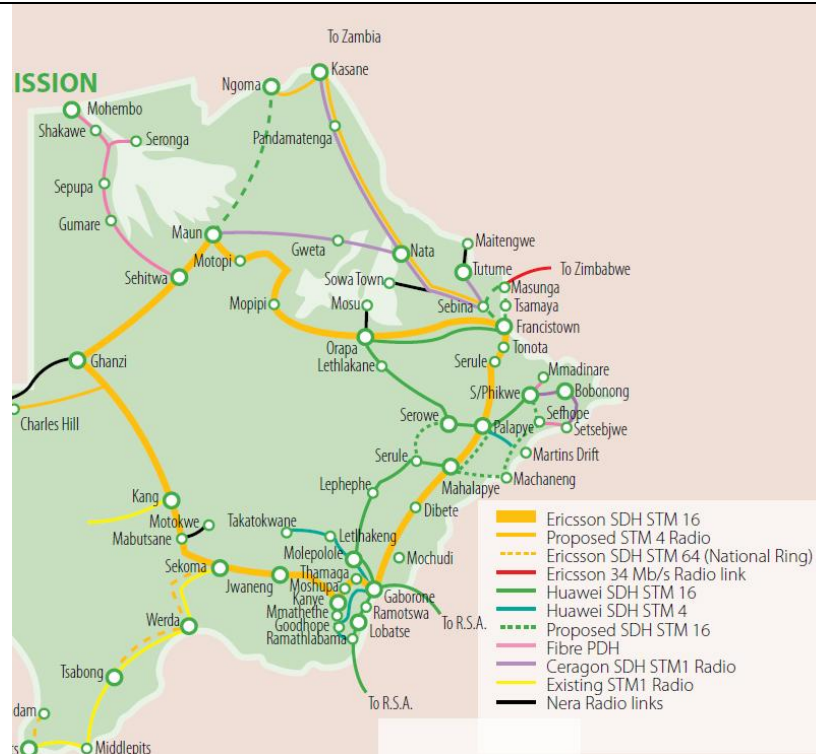 To Zambia
Kasane
Ngoma
ISSION
Mohembo
Shakawe
Seronga
Pandamatenga
Sepupa
Gumare
Maun
Gweta
Nata
Maitengwe
Motopi
Tutume
To Zimbabwe
Sehitwa
Sowa Town
Masunga
Mopipi
Mosu
Sebina
Tsamaya
Francistown
Orapa
Tonota
Ghanzi
Lethlakane
Serule
Mmadinare
S/Phikwe
Bobonong
Charles Hill
Serowe
Palapye
Sefhope
Setsebjwe
Serule
Martins Drift
Mahalapye
Machaneng
Lephephe
Kang
Dibete
Motokwe
Takatokwane
Letlhakeng
Mabutsane
Molepolole
Mochudi
Sekoma
Thamaga
Jwaneng
Moshupa
Gaborone
Kanye
Mmathethe
Ramotswa
Goodhope
Lobatse
To R.S.A.
Werda
Ramathlabama
Tsabong
To R.S.A.
dam
rs
Middlepits
Ericsson SDH STM 16
Proposed STM 4 Radio
Ericsson SDH STM 64 (National Ring)
Ericsson 34 Mb/s Radio link
Huawei SDH STM 16
Huawei SDH STM 4
Proposed SDH STM 16
Fibre PDH
Ceragon SDH STM1 Radio
Existing STM1 Radio
Nera Radio links